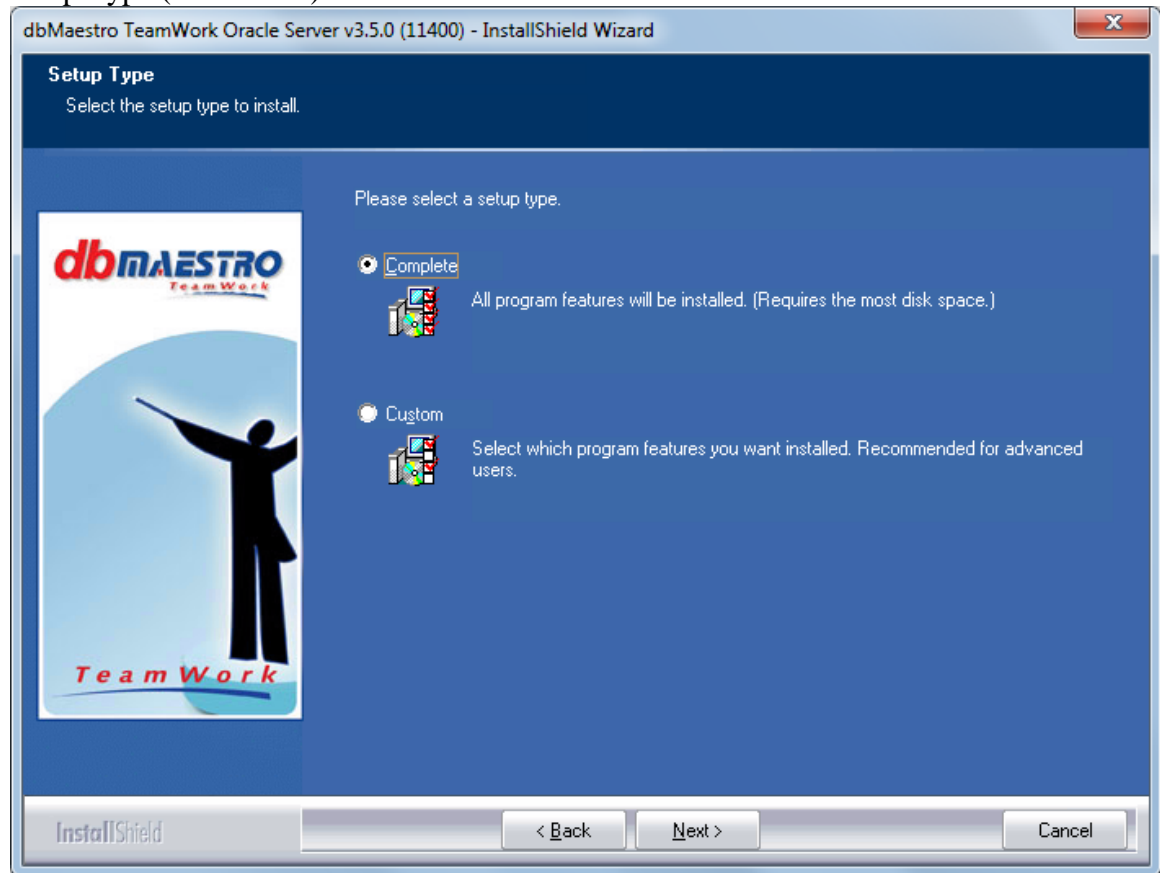 dbMaestro TeamWork Oracle Server v3.5.0 (11400) - InstallShield Wizard
Setup Type
Select the setup type to install.
Please select a setup type.
dbMAESTRO
TeamWork
Complete
All program features will be installed. (Requires the most disk space.)
Custom
Select which program features you want installed. Recommended for advanced
users.
TeamWork
InstallShield
< Back
Next >
Cancel